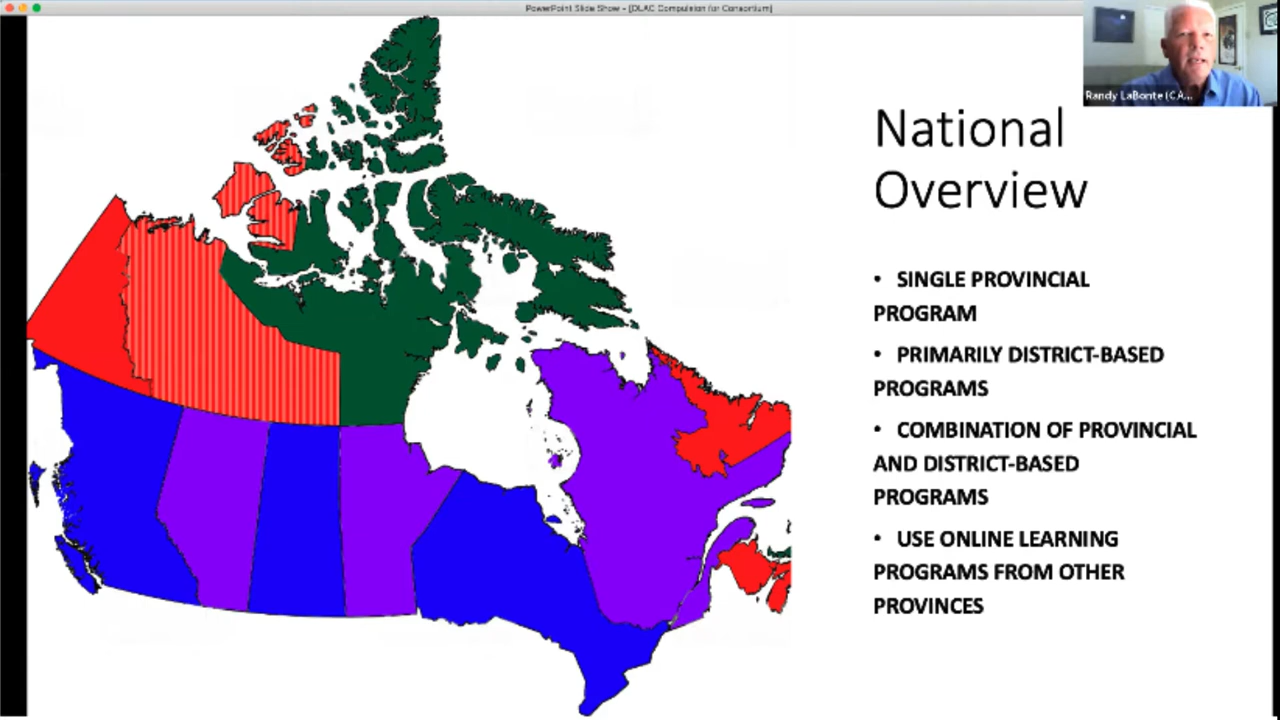 PowerPoint Slide Show - [DLAC Compulsion for Consortium]
Randy LaBonte (CA...
National
Overview
• SINGLE PROVINCIAL
PROGRAM
• PRIMARILY DISTRICT-BASED
PROGRAMS
• COMBINATION OF PROVINCIAL
AND DISTRICT-BASED
PROGRAMS
• USE ONLINE LEARNING
PROGRAMS FROM OTHER
PROVINCES